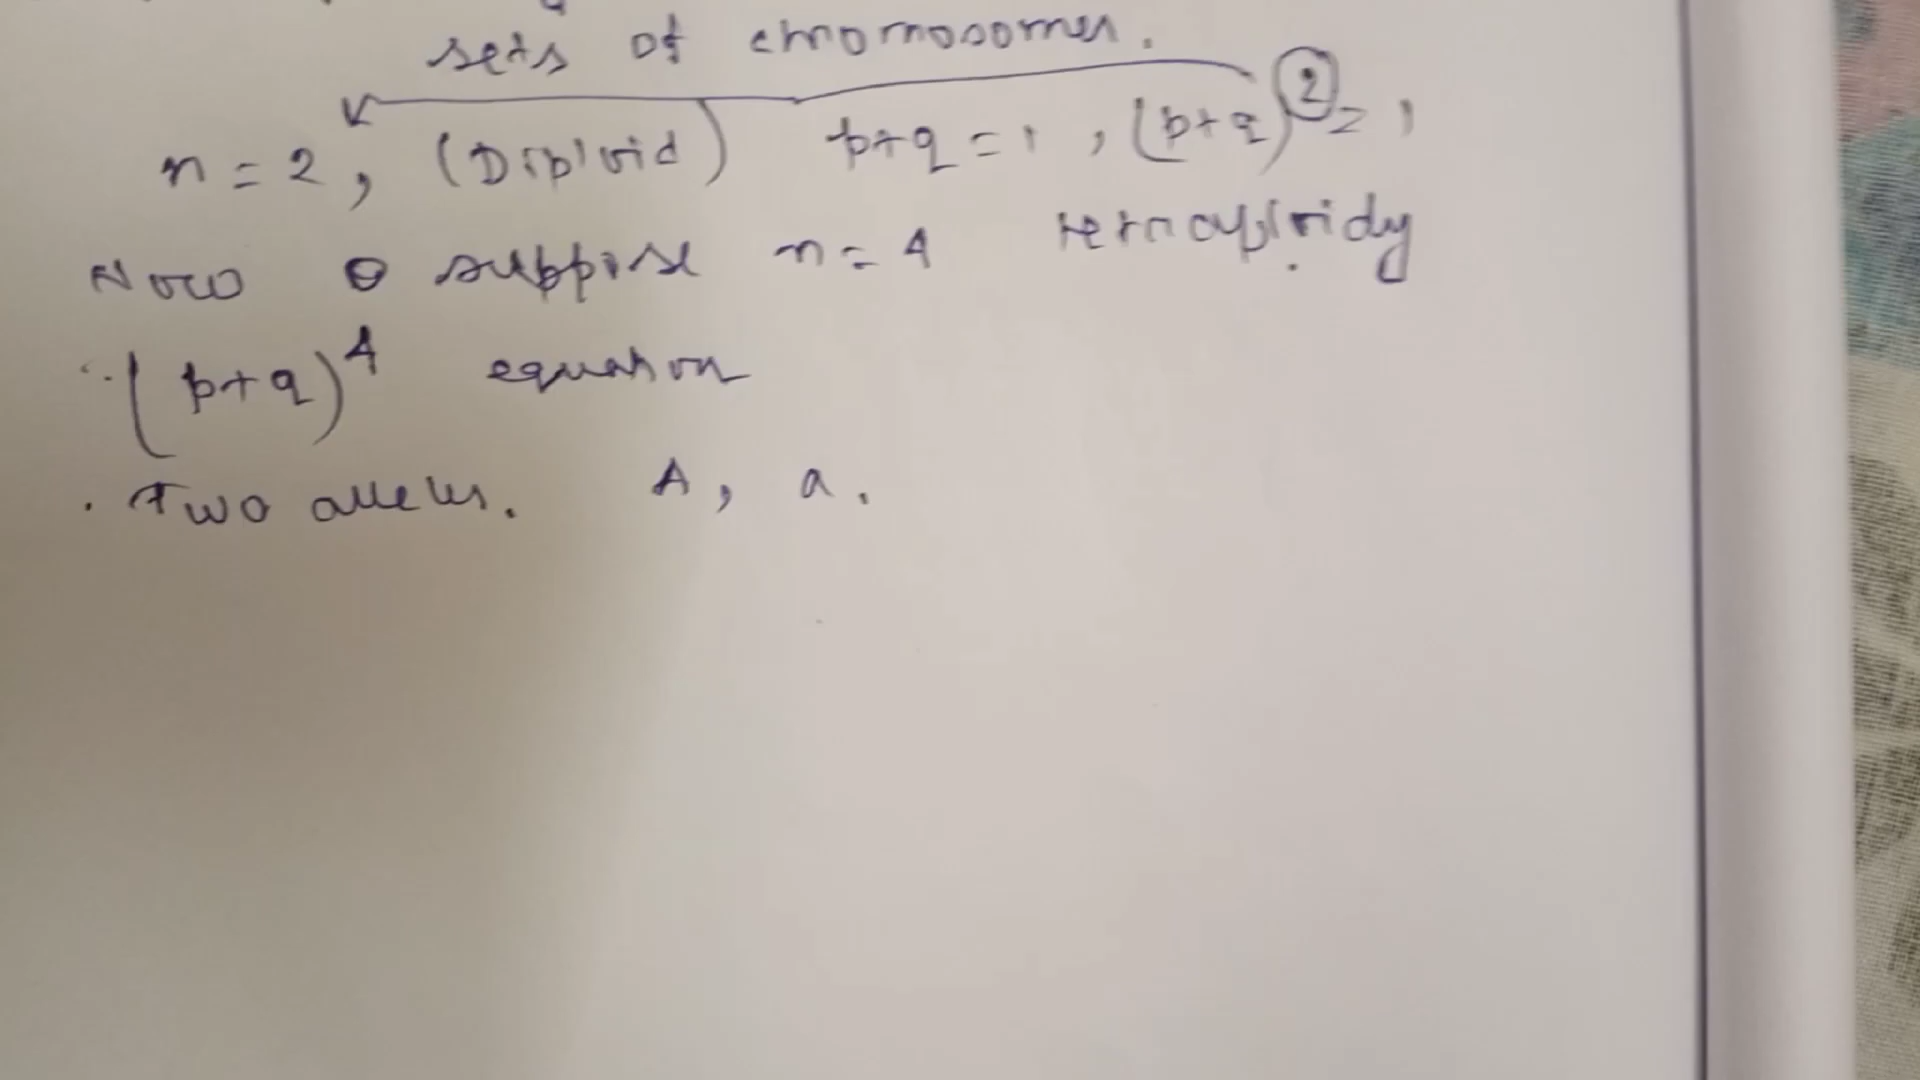 sets of chromosomes.
n = 2, (Diploid) p+q = 1, (p+q)² = 1
Now suppose n = 4 tetraploidy
(p+q)⁴ equation
. Two alleles. A, a.